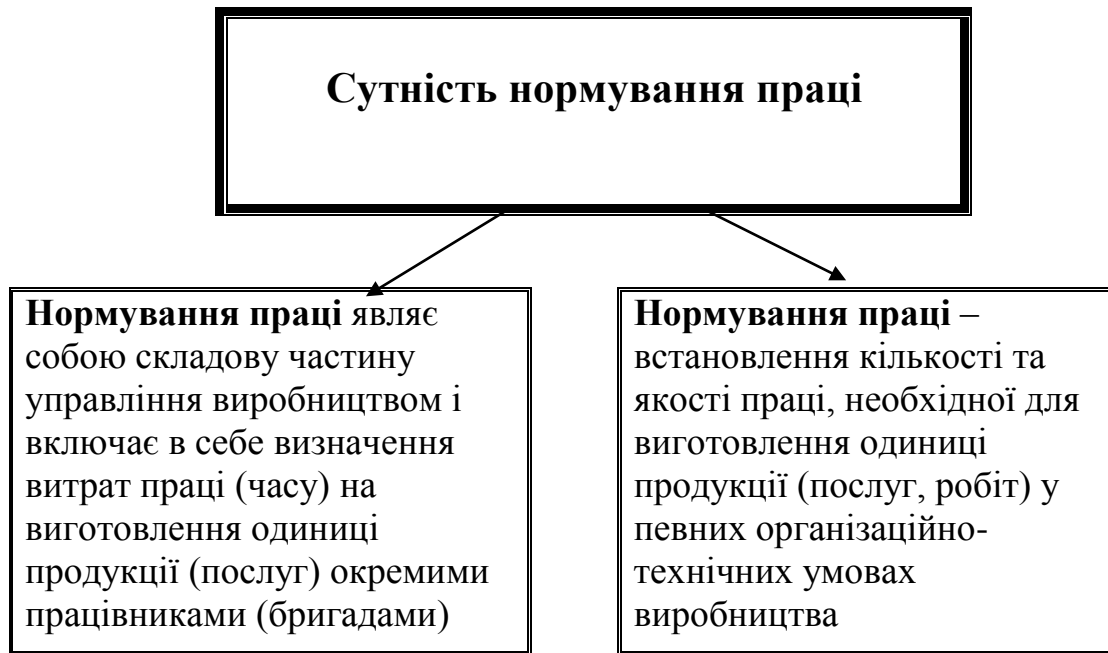 Сутність нормування праці
Нормування праці являє
собою складову частину
управління виробництвом і
включає в себе визначення
витрат праці (часу) на
виготовлення одиниці
продукції (послуг) окремими
працівниками (бригадами)
Нормування праці –
встановлення кількості та
якості праці, необхідної для
виготовлення одиниці
продукції (послуг, робіт) у
певних організаційно-
технічних умовах
виробництва